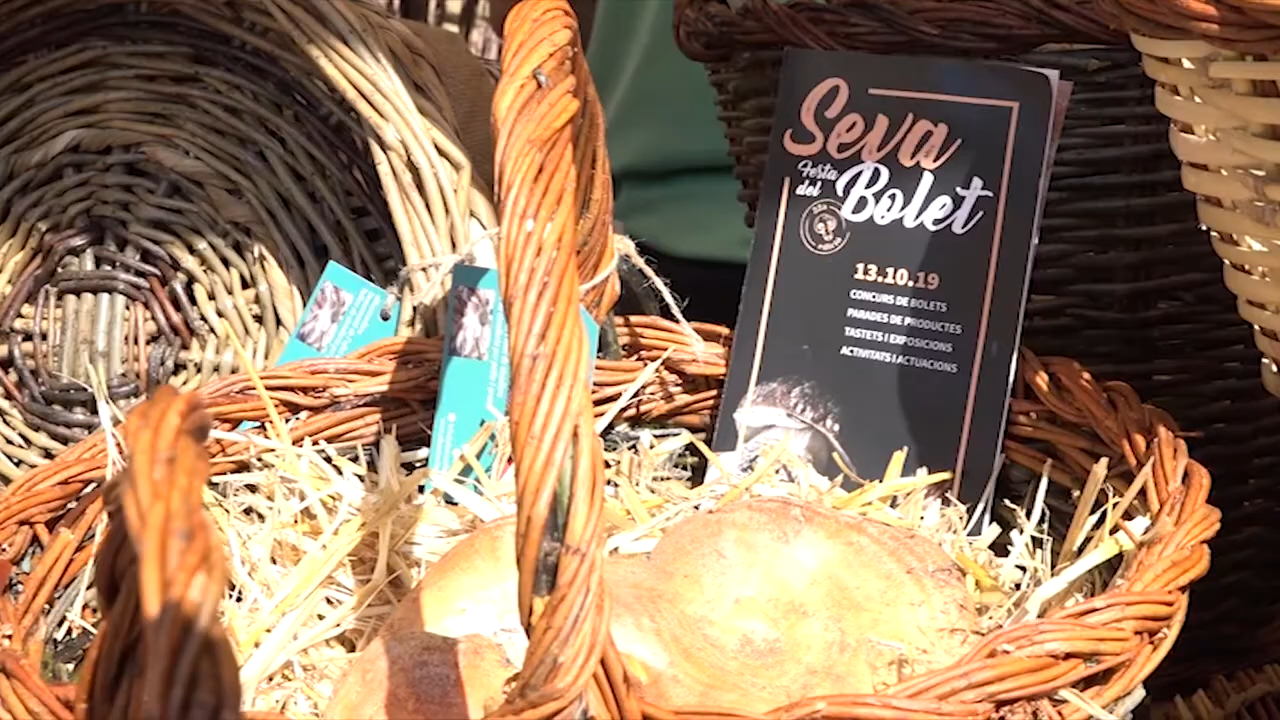 Seva
Festa
del
Bolet
13.10.19
CONCURS DE BOLETS
PARADES DE PRODUCTES
TASTETS I EXPOSICIONS
ACTIVITATS I ACTUACIONS